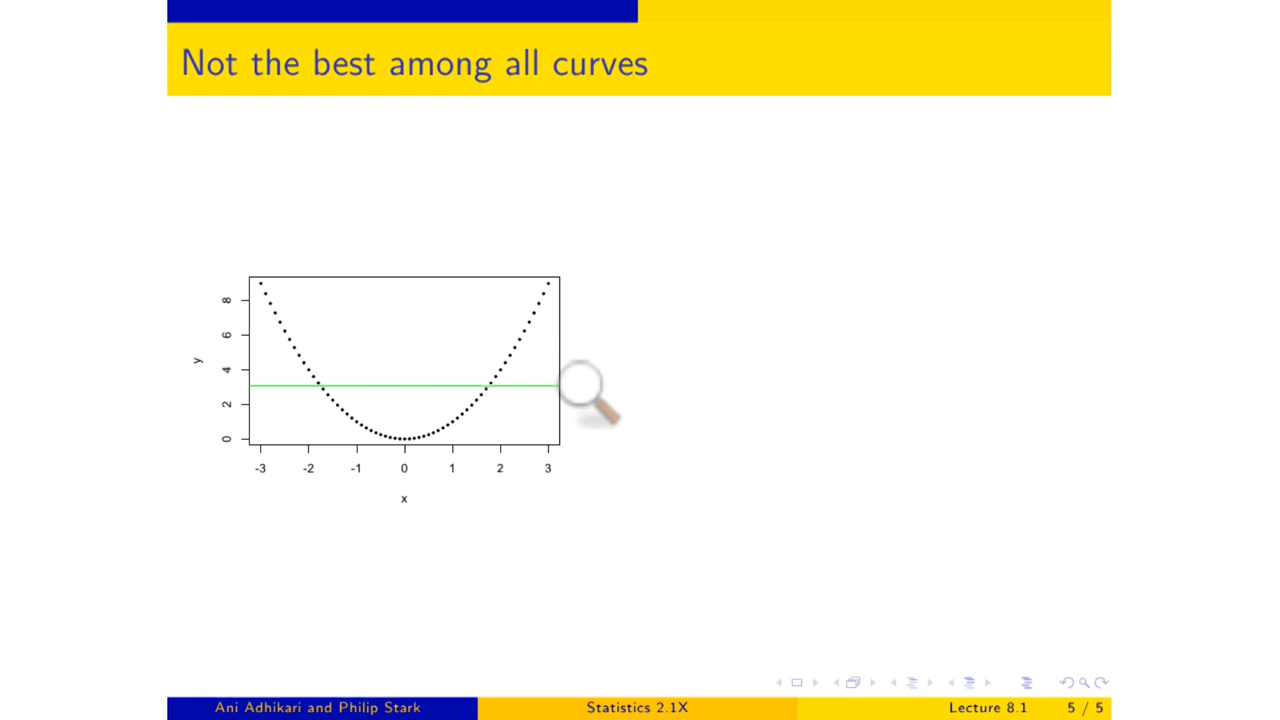 Not the best among all curves
8
6
4
2
0
y
-3 -2 -1 0 1 2 3
x
Ani Adhikari and Philip Stark Statistics 2.1X Lecture 8.1 5 / 5